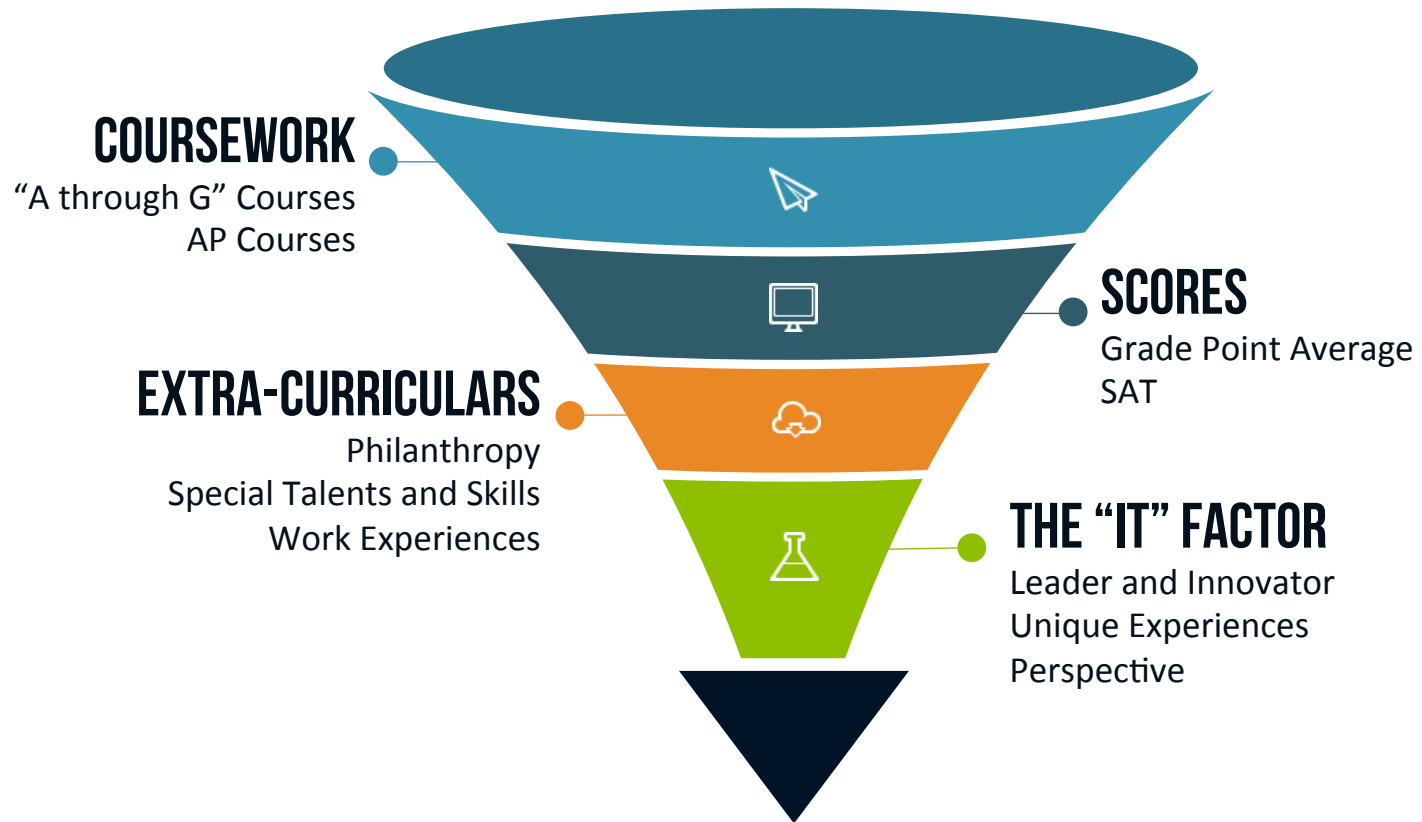 COURSEWORK
“A through G” Courses
AP Courses
SCORES
Grade Point Average
SAT
EXTRA-CURRICULARS
Philanthropy
Special Talents and Skills
Work Experiences
THE “IT” FACTOR
Leader and Innovator
Unique Experiences
Perspective